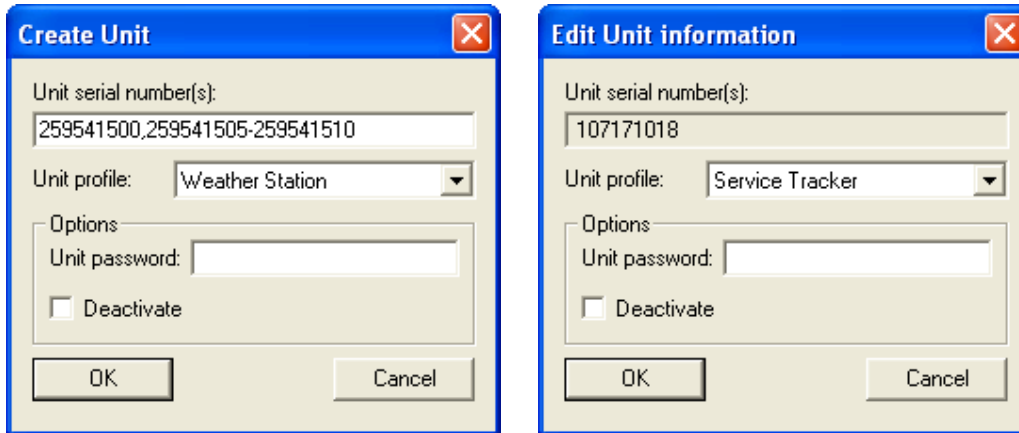 Create Unit
Unit serial number(s):
259541500,259541505-259541510
Unit profile: Weather Station
Options
Unit password:
Deactivate
OK Cancel
Edit Unit information
Unit serial number(s):
107171018
Unit profile: Service Tracker
Options
Unit password:
Deactivate
OK Cancel